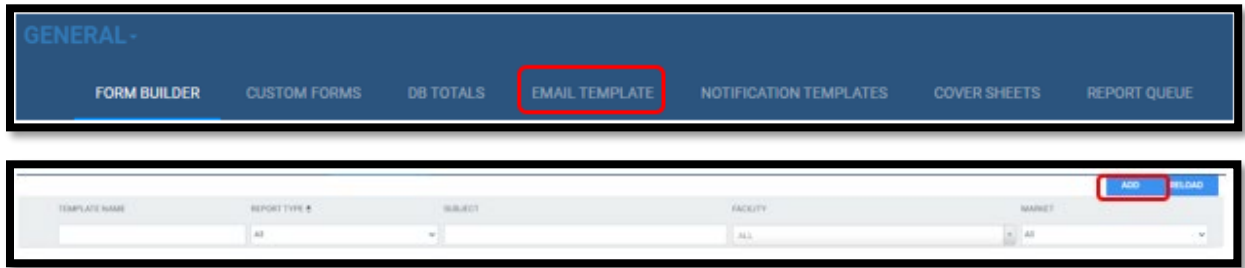 GENERAL-
FORM BUILDER CUSTOM FORMS DB TOTALS EMAIL TEMPLATE NOTIFICATION TEMPLATES COVER SHEETS REPORT QUEUE
ADD RELOAD
TEMPLATE NAME REPORT TYPE SUBJECT FACILITY MARKET
All ALL All